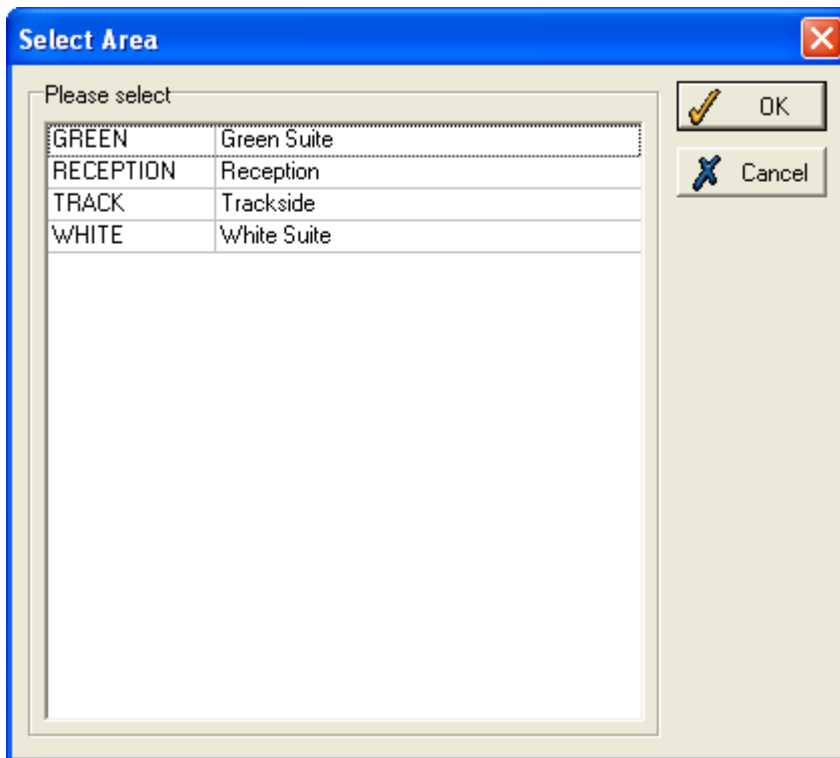 Select Area
Please select
GREEN Green Suite
RECEPTION Reception
TRACK Trackside
WHITE White Suite
OK
Cancel